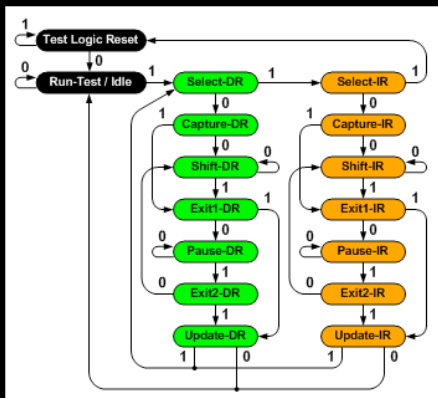 1
Test Logic Reset
0
0
Run-Test / Idle
1
Select-DR
1
Select-IR
1
0
0
1
Capture-DR
1
Capture-IR
0
0
Shift-DR
0
Shift-IR
0
1
1
Exit1-DR
1
Exit1-IR
1
0
0
0
Pause-DR
0
Pause-IR
1
1
0
Exit2-DR
0
Exit2-IR
1
1
Update-DR
Update-IR
1
0
1
0